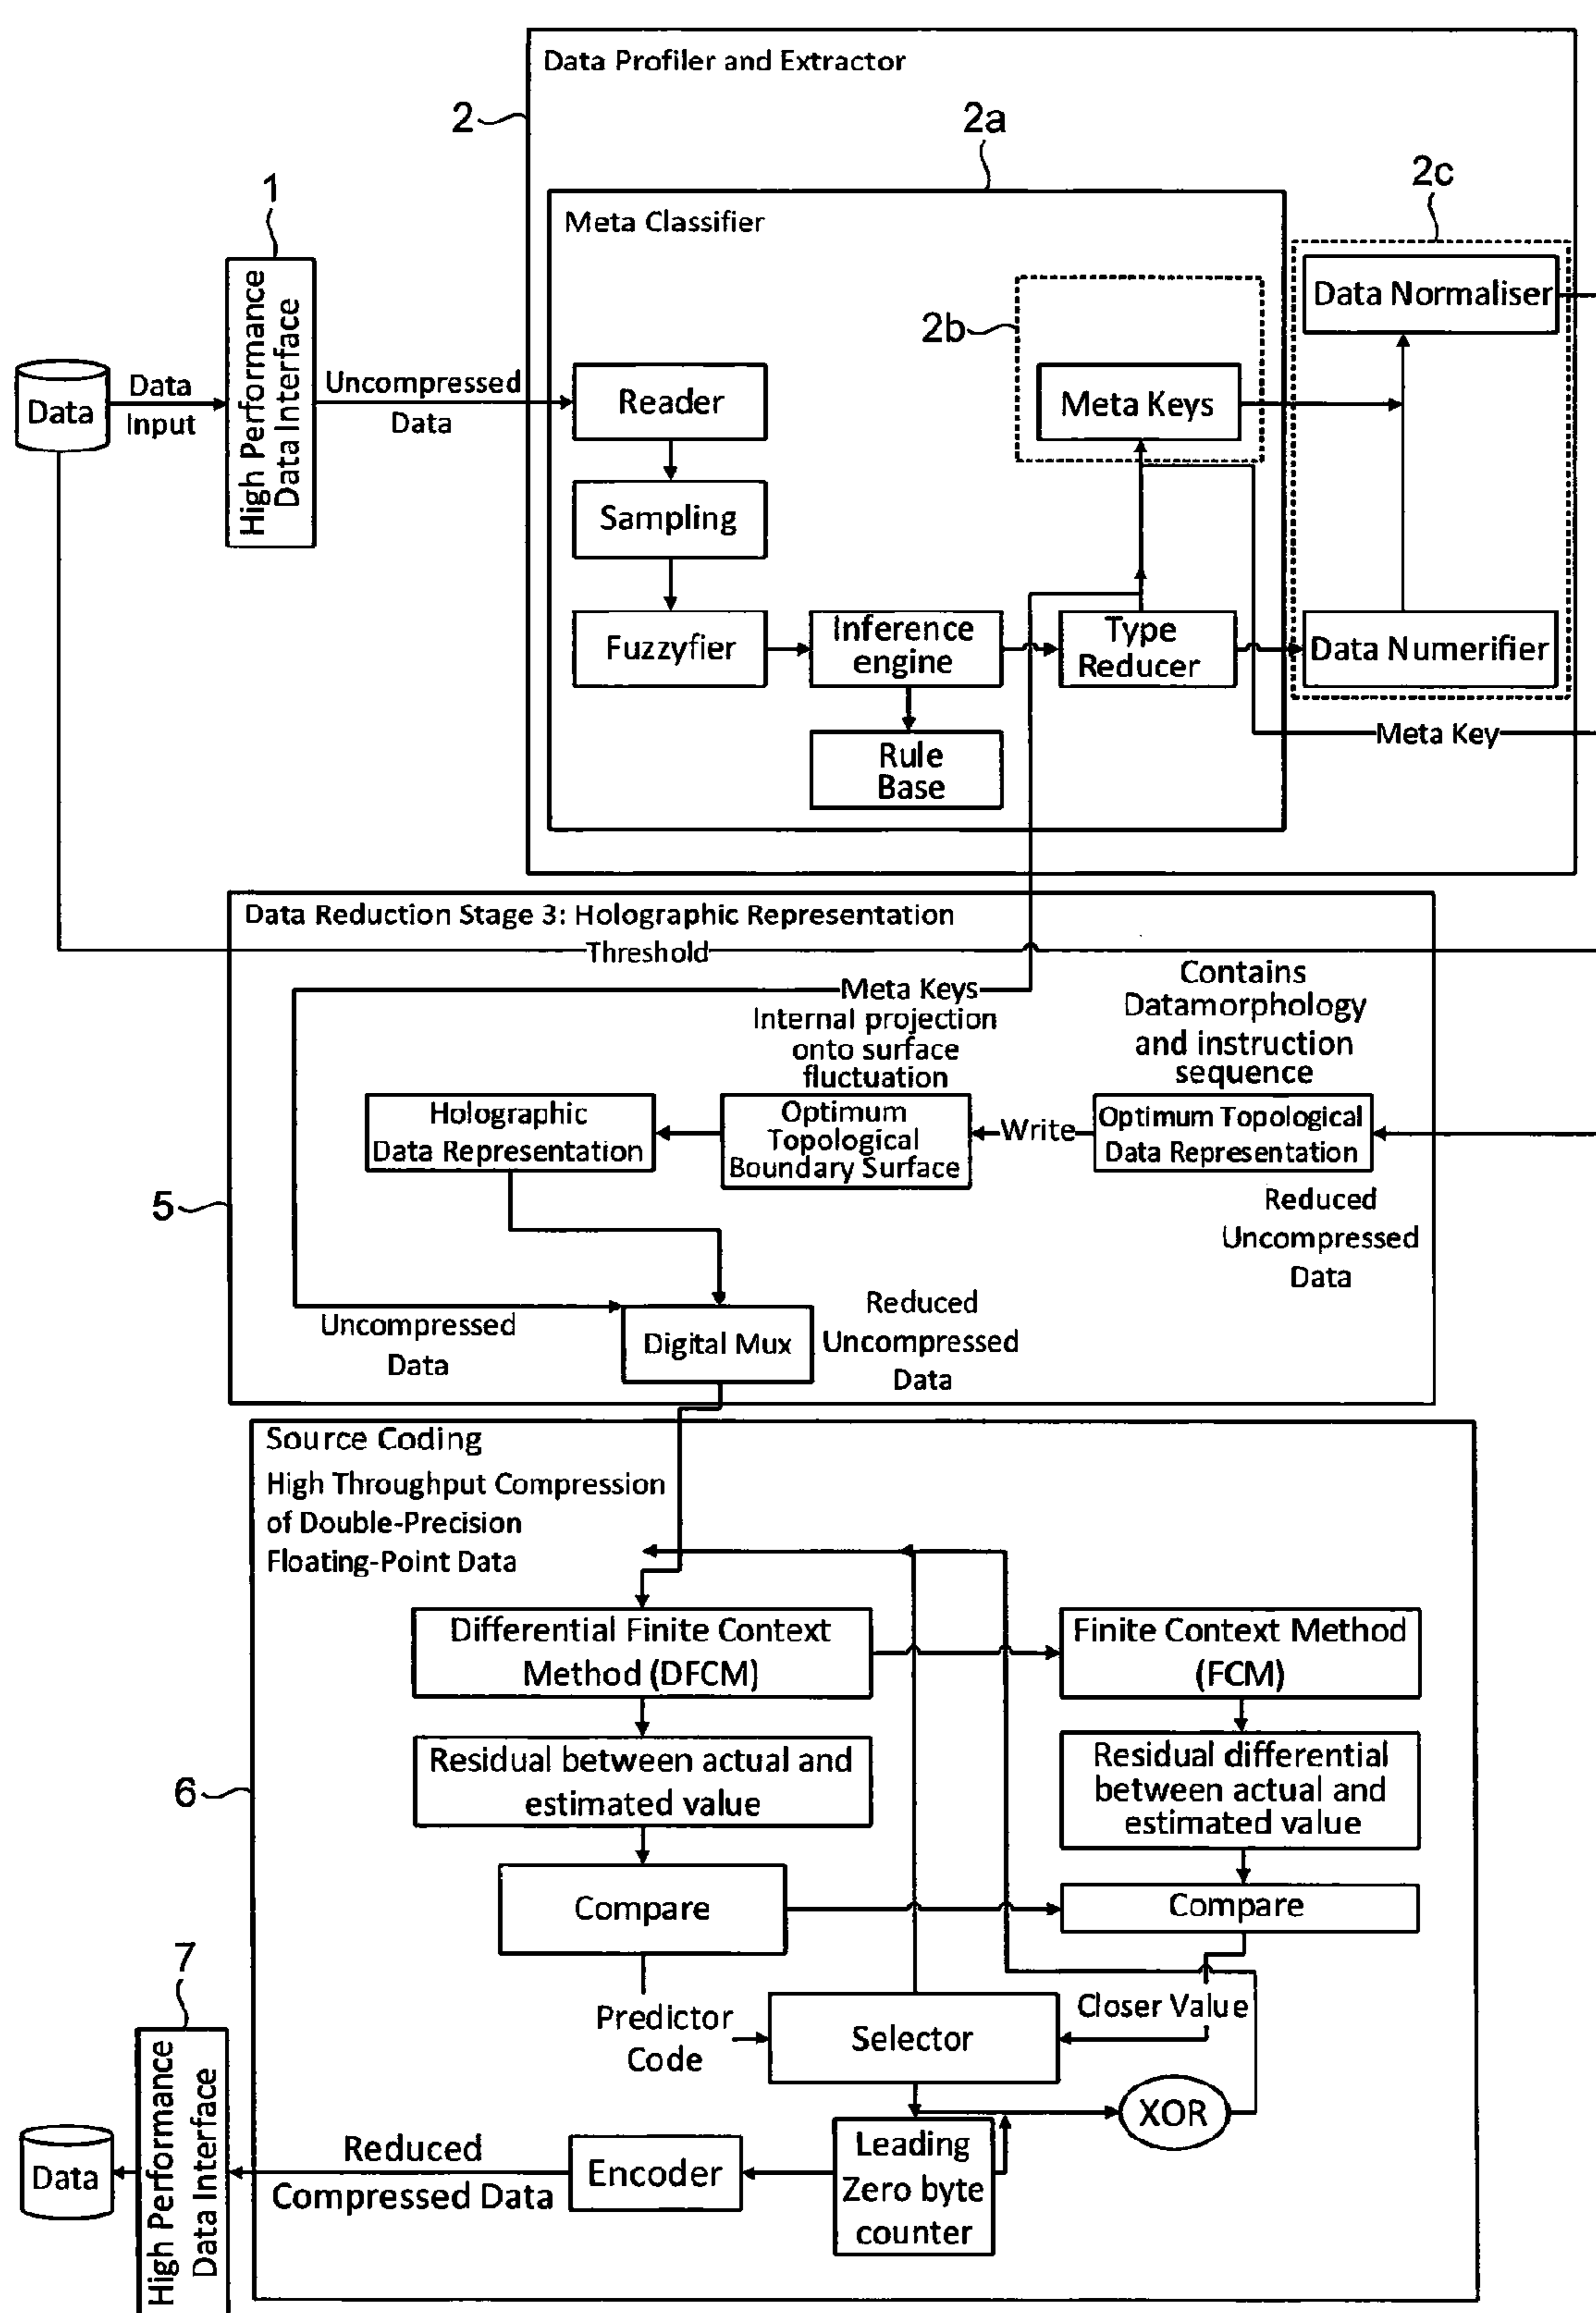 Data Profiler and Extractor
2
2a
2c
1
Meta Classifier
High Performance
Data Interface
Data Normaliser
2b
Data
Data
Input
Uncompressed
Data
Reader
Meta Keys
Sampling
Fuzzyfier
Inference
engine
Type
Reducer
Data Numerifier
Meta Key
Rule
Base
Data Reduction Stage 3: Holographic Representation
Threshold
Meta Keys
Internal projection
onto surface
fluctuation
Contains
Datamorphology
and instruction
sequence
Holographic
Data Representation
Optimum
Topological
Boundary Surface
Write
Optimum Topological
Data Representation
5
Reduced
Uncompressed
Data
Uncompressed
Data
Digital Mux
Reduced
Uncompressed
Data
Source Coding
High Throughput Compression
of Double-Precision
Floating-Point Data
Differential Finite Context
Method (DFCM)
Finite Context Method
(FCM)
Residual between actual and
estimated value
Residual differential
between actual and
estimated value
6
Compare
Compare
7
Predictor
Code
Selector
Closer Value
XOR
High Performance
Data Interface
Data
Reduced
Compressed Data
Encoder
Leading
Zero byte
counter